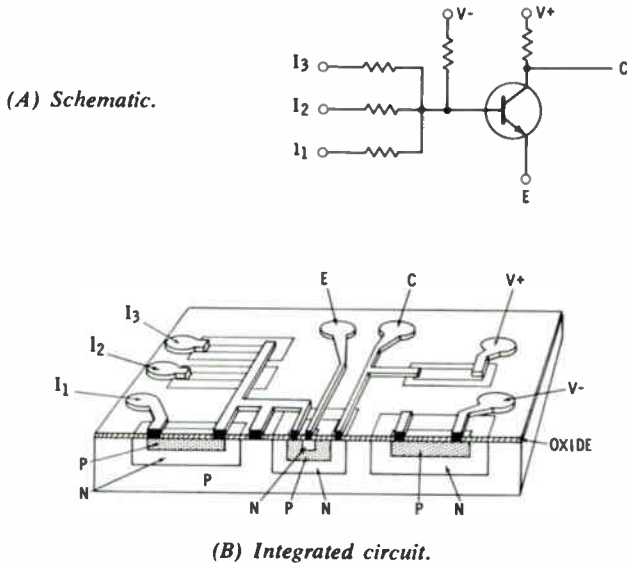 V- V+
I3
C
(A) Schematic.
I2
I1
E
E C V+
I3
I2
I1
V-
OXIDE
P
P
N N P N P N
(B) Integrated circuit.